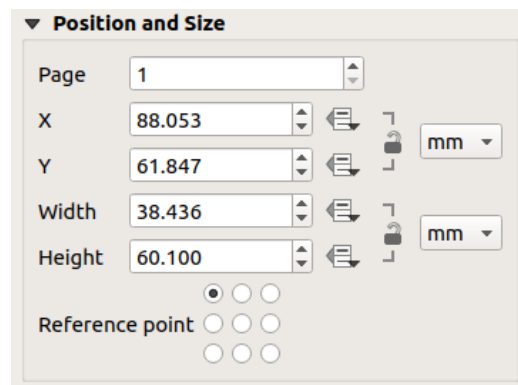 Position and Size
Page 1
X 88.053
mm
Y 61.847
Width 38.436
mm
Height 60.100
Reference point